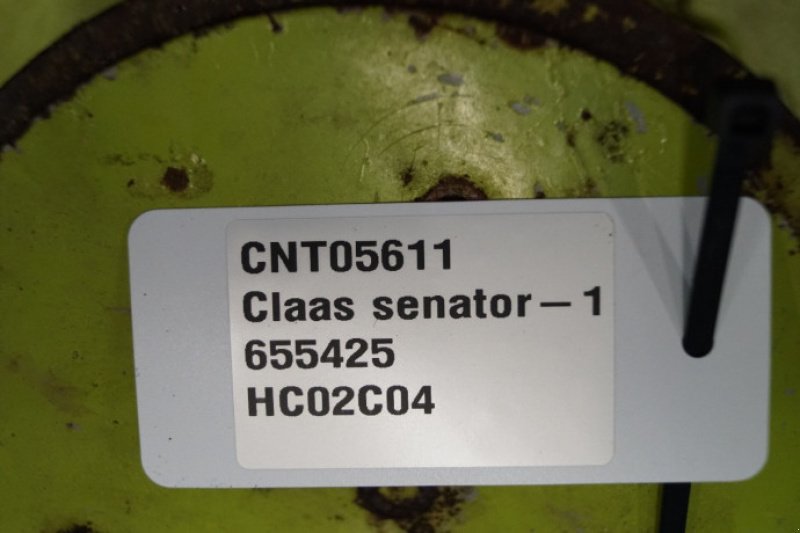 CNT05611
Claas senator-1
655425
HC02C04